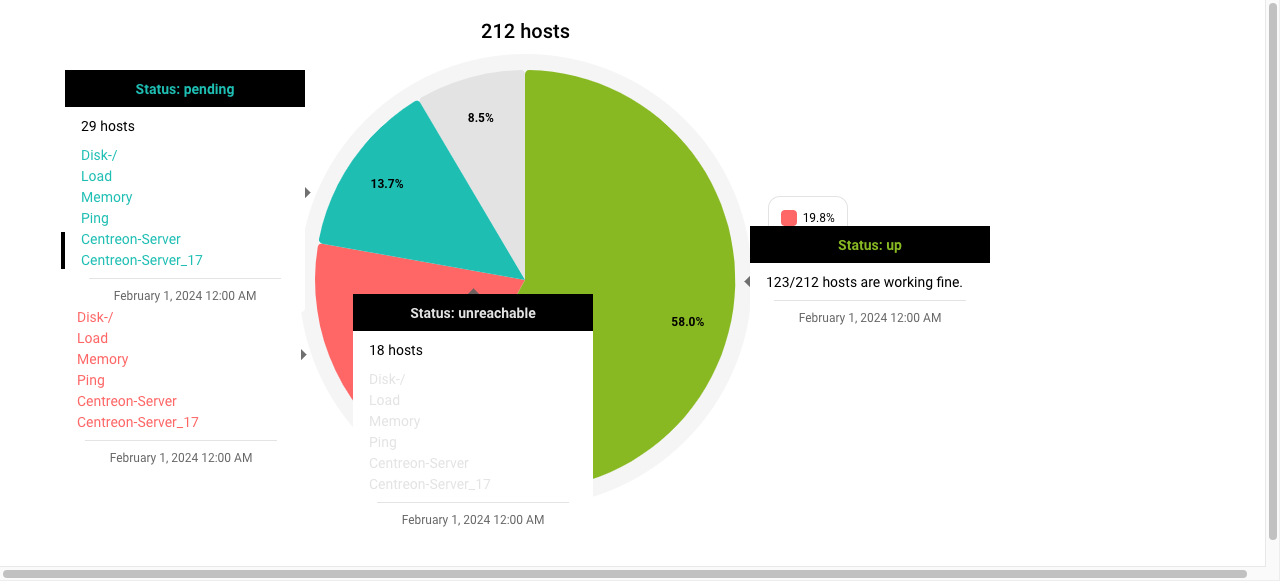 212 hosts
Status: pending
29 hosts
Disk-/
Load
Memory
Ping
Centreon-Server
Centreon-Server_17
February 1, 2024 12:00 AM
Disk-/
Load
Memory
Ping
Centreon-Server
Centreon-Server_17
February 1, 2024 12:00 AM
8.5%
13.7%
58.0%
Status: unreachable
18 hosts
Disk-/
Load
Memory
Ping
Centreon-Server
Centreon-Server_17
February 1, 2024 12:00 AM
19.8%
Status: up
123/212 hosts are working fine.
February 1, 2024 12:00 AM